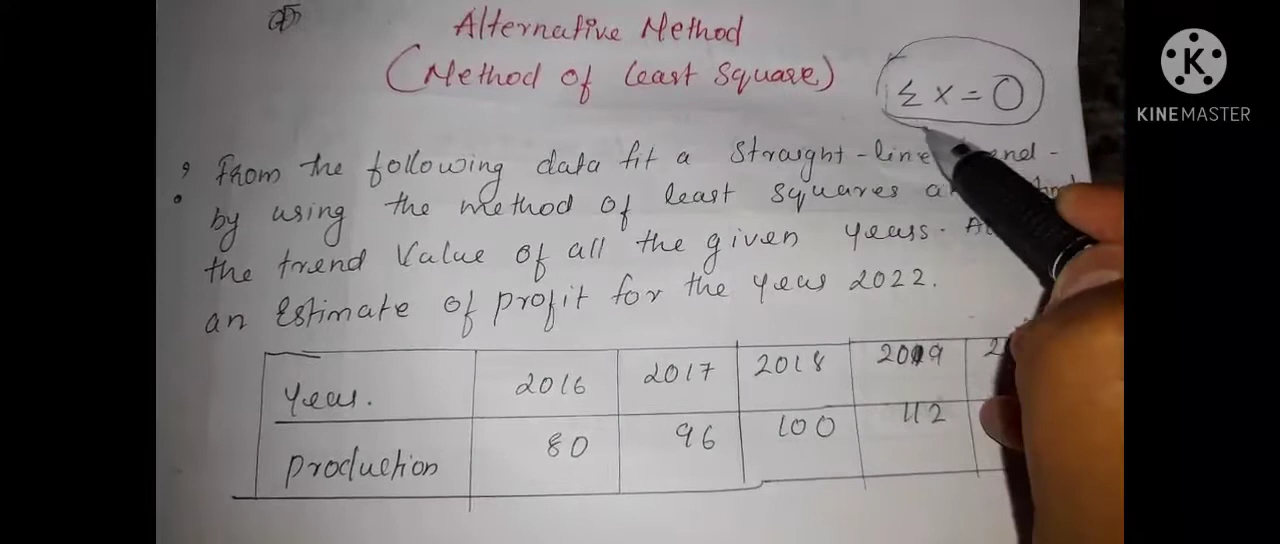 Alternative Method
(Method of least square)
Σ x = 0
From the following data fit a straight-line
by using the method of least squares
the trend value of all the given years.
an Estimate of profit for the year 2022.
Year. 2016 2017 2018 2019
production 80 96 100 112
K
KINEMASTER